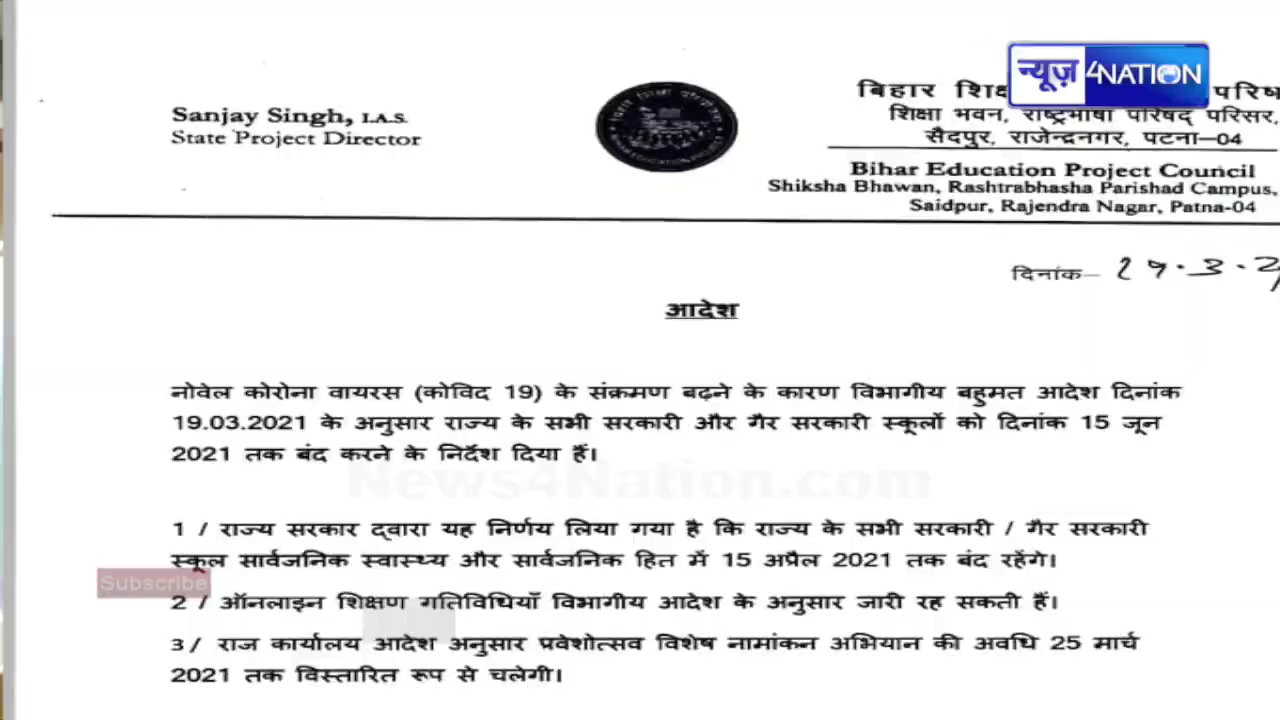 न्यूज़ 4NATION
Sanjay Singh, I.A.S.
State Project Director
बिहार शिक्षा परिष
शिक्षा भवन, राष्ट्रभाषा परिषद् परिसर,
सैदपुर, राजेन्द्रनगर, पटना–04
Bihar Education Project Council
Shiksha Bhawan, Rashtrabhasha Parishad Campus,
Saidpur, Rajendra Nagar, Patna-04
दिनांक–
आदेश
नोवेल कोरोना वायरस (कोविद 19) के संक्रमण बढ़ने के कारण विभागीय बहुमत आदेश दिनांक
19.03.2021 के अनुसार राज्य के सभी सरकारी और गैर सरकारी स्कूलों को दिनांक 15 जून
2021 तक बंद करने के निर्देश दिया हैं।
News4Nation.com
1 / राज्य सरकार द्वारा यह निर्णय लिया गया है कि राज्य के सभी सरकारी / गैर सरकारी
स्कूल सार्वजनिक स्वास्थ्य और सार्वजनिक हित में 15 अप्रैल 2021 तक बंद रहेंगे।
Subscribe
2 / ऑनलाइन शिक्षण गतिविधियाँ विभागीय आदेश के अनुसार जारी रह सकती हैं।
3 / राज कार्यालय आदेश अनुसार प्रवेशोत्सव विशेष नामांकन अभियान की अवधि 25 मार्च
2021 तक विस्तारित रूप से चलेगी।